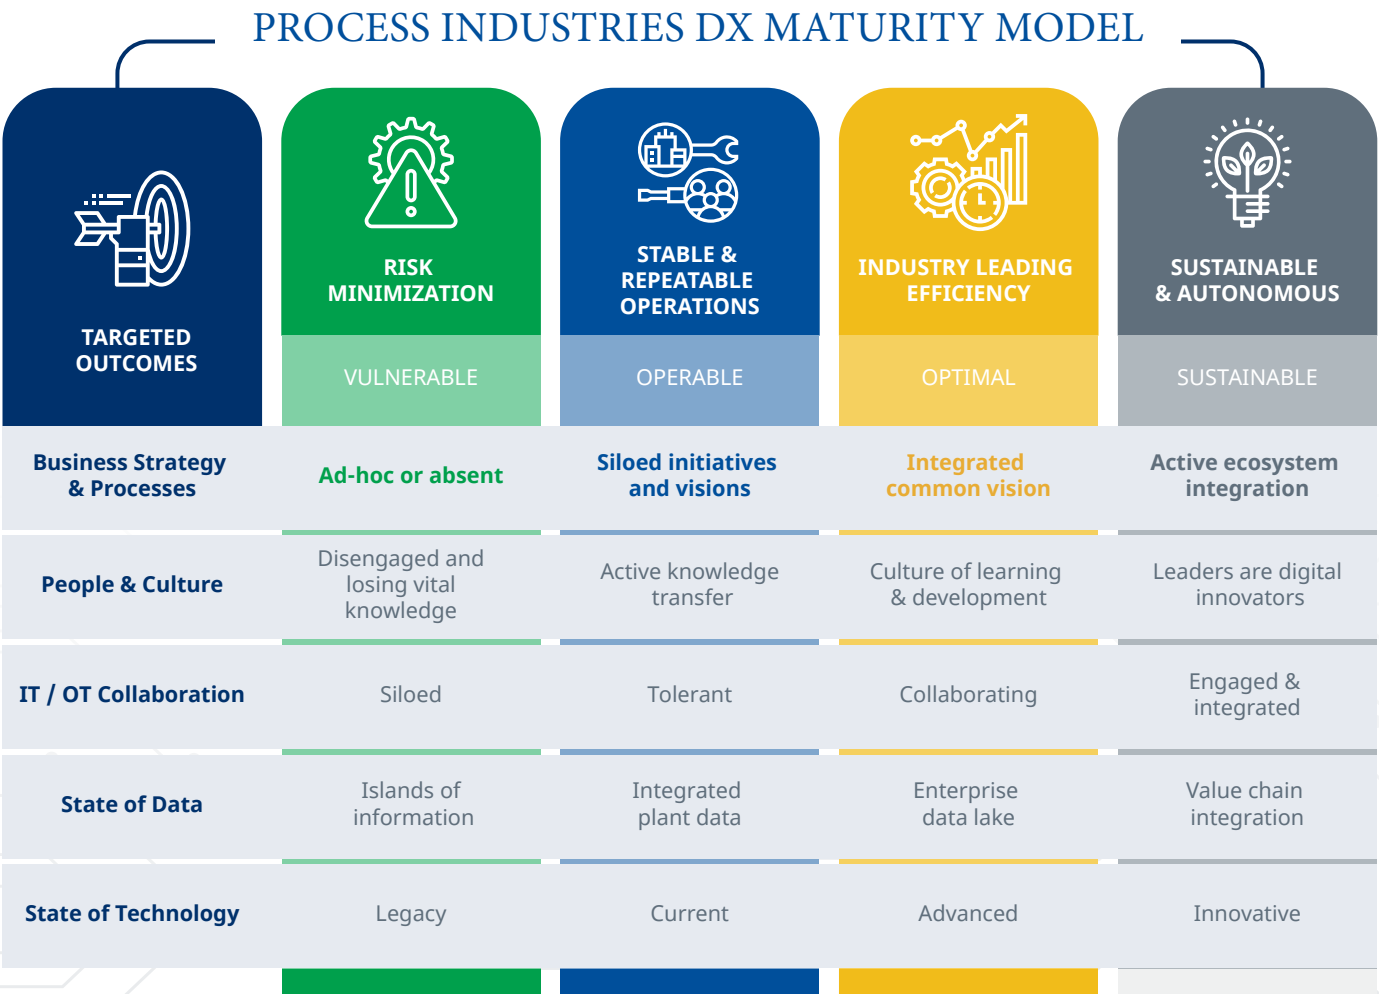 PROCESS INDUSTRIES DX MATURITY MODEL
TARGETED
OUTCOMES
RISK
MINIMIZATION
STABLE &
REPEATABLE
OPERATIONS
INDUSTRY LEADING
EFFICIENCY
SUSTAINABLE
& AUTONOMOUS
VULNERABLE
OPERABLE
OPTIMAL
SUSTAINABLE
Business Strategy
& Processes
Ad-hoc or absent
Siloed initiatives
and visions
Integrated
common vision
Active ecosystem
integration
People & Culture
Disengaged and
losing vital
knowledge
Active knowledge
transfer
Culture of learning
& development
Leaders are digital
innovators
IT / OT Collaboration
Siloed
Tolerant
Collaborating
Engaged &
integrated
State of Data
Islands of
information
Integrated
plant data
Enterprise
data lake
Value chain
integration
State of Technology
Legacy
Current
Advanced
Innovative